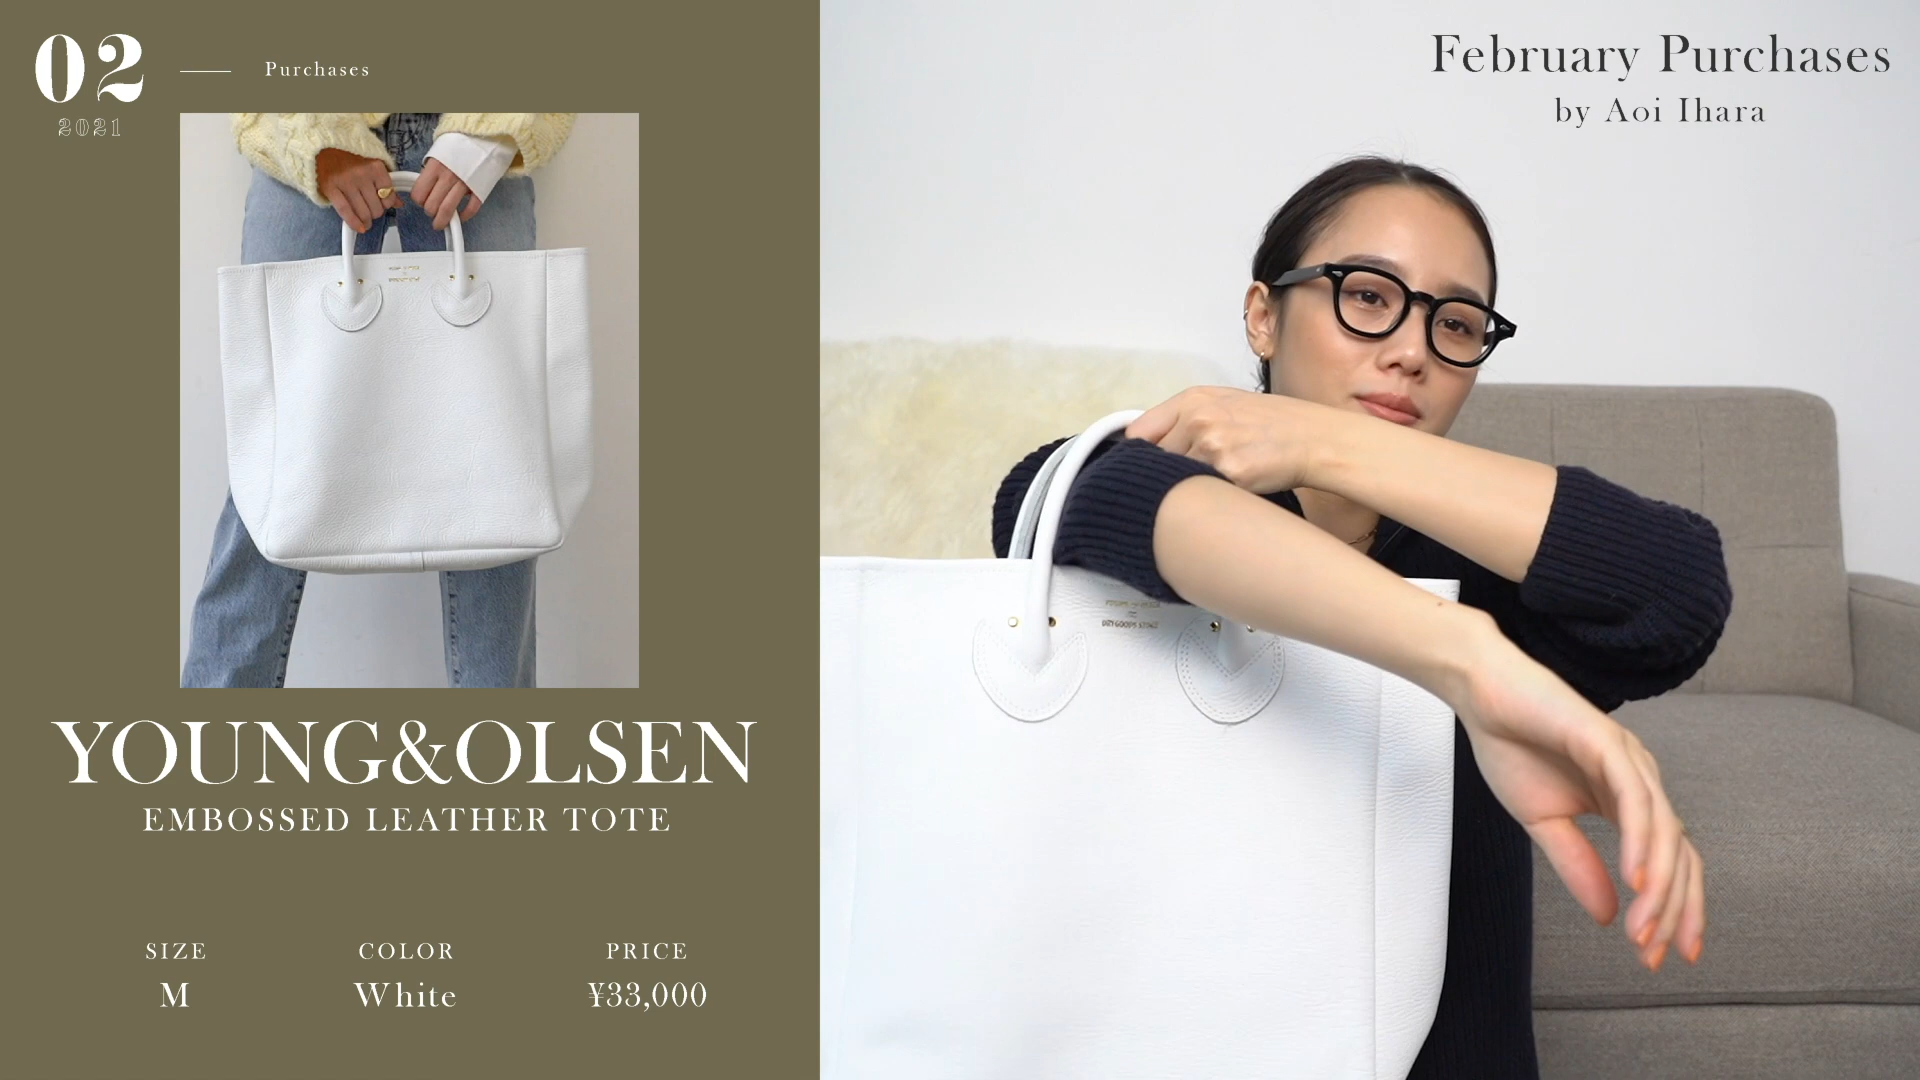 02
Purchases
2021
YOUNG&OLSEN
EMBOSSED LEATHER TOTE
SIZE
COLOR
PRICE
M
White
¥33,000
February Purchases
by Aoi Ihara